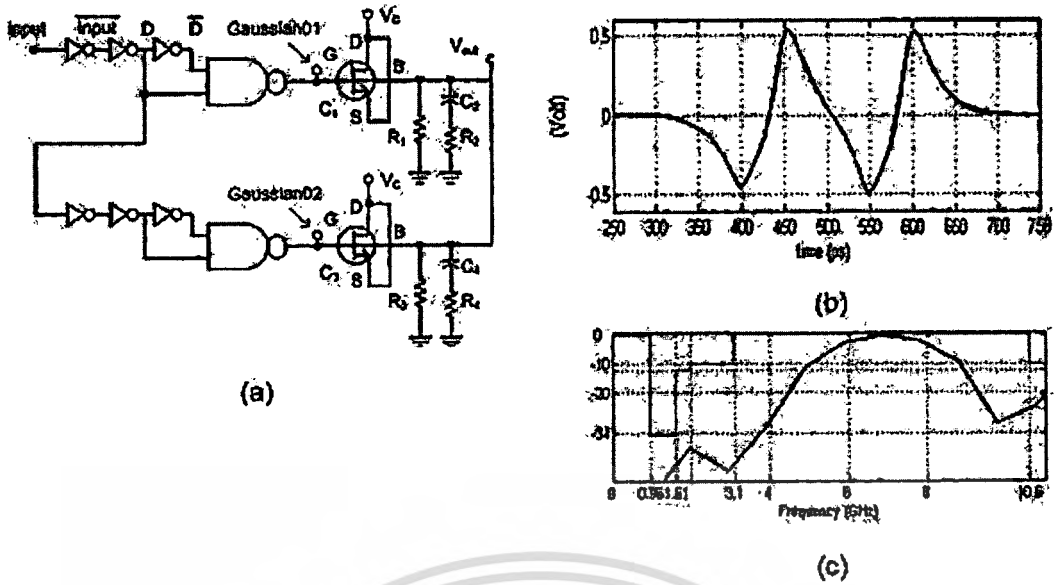 Input Input D D
Gaussian01
G
D
Vc
B
Vout
C1
S
R1
C2
R2
Gaussian02
G
D
Vc
B
S
R3
R4
(a)
(Volt)
0.5
0
-0.5
300 350 400 450 500 550 600 650 700 750
Time (ps)
(b)
0
-10
-20
0 3.1 4 6 8 10.6
Frequency (GHz)
(c)